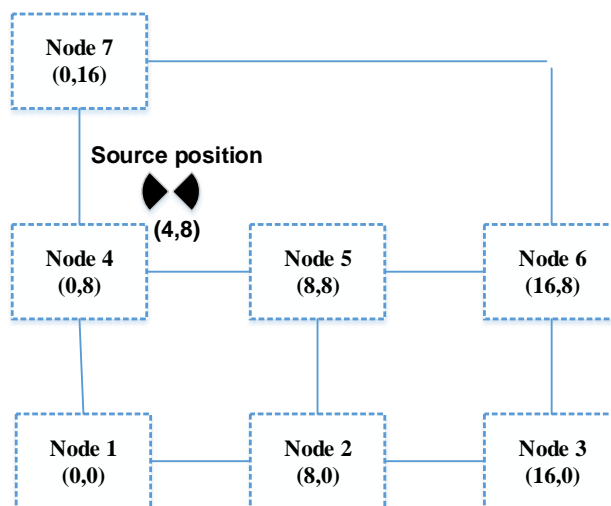 Node 7
(0,16)
Source position
(4,8)
Node 4
(0,8)
Node 5
(8,8)
Node 6
(16,8)
Node 1
(0,0)
Node 2
(8,0)
Node 3
(16,0)